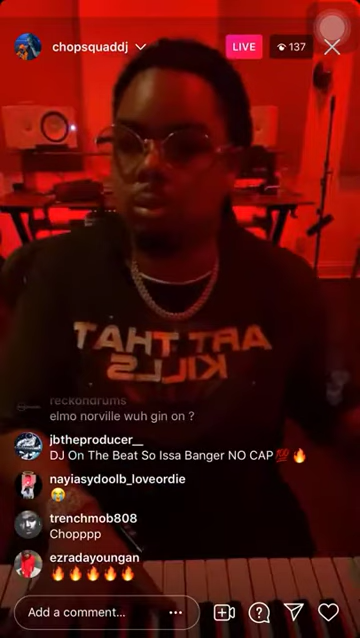 chopsquaddj
LIVE
137
ART THAT
KILLS
reckondrums
elmo norville wuh gin on ?
jbtheproducer__
DJ On The Beat So Issa Banger NO CAP💯🔥
nayiasydoolb_loveordie
😭
trenchmob808
Chopppp
ezradayoungan
🔥🔥🔥🔥🔥
Add a comment...